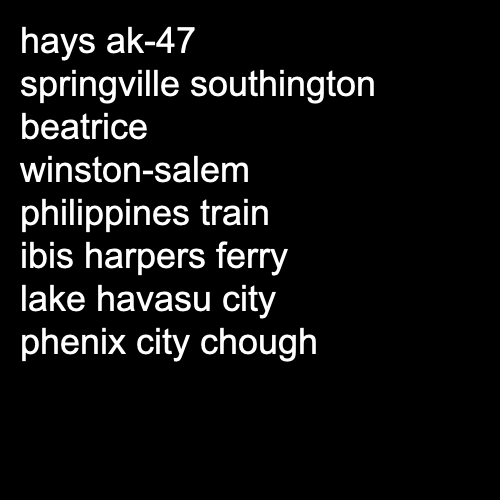 hays ak-47
springville southington
beatrice
winston-salem
philippines train
ibis harpers ferry
lake havasu city
phenix city chough